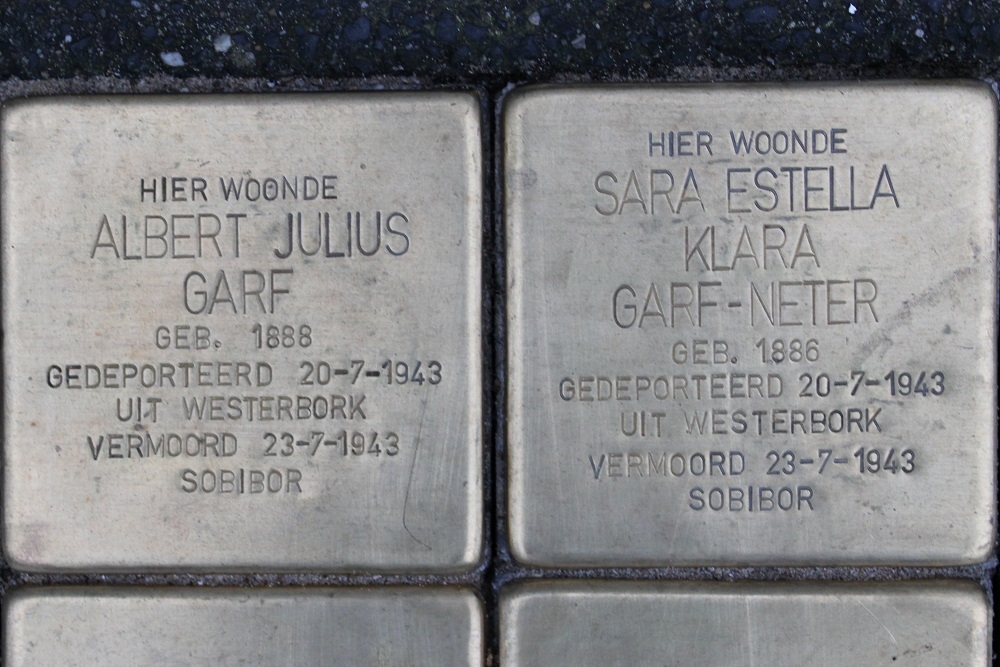 HIER WOONDE
ALBERT JULIUS
GARF
GEB. 1888
GEDEPORTEERD 20-7-1943
UIT WESTERBORK
VERMOORD 23-7-1943
SOBIBOR
HIER WOONDE
SARA ESTELLA
KLARA
GARF-NETER
GEB. 1886
GEDEPORTEERD 20-7-1943
UIT WESTERBORK
VERMOORD 23-7-1943
SOBIBOR